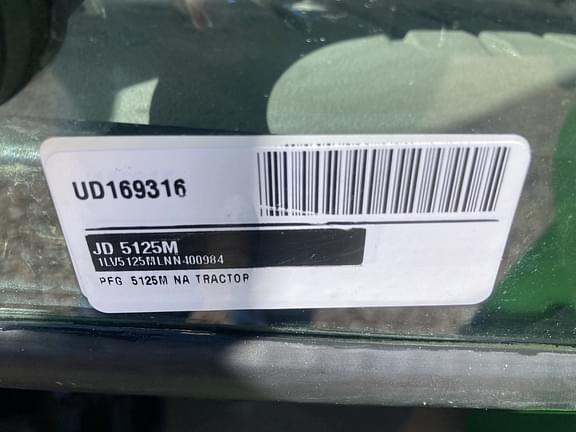 UD169316
JD 5125M
1LV5125MLNN400984
PFG 5125M NA TRACTOR